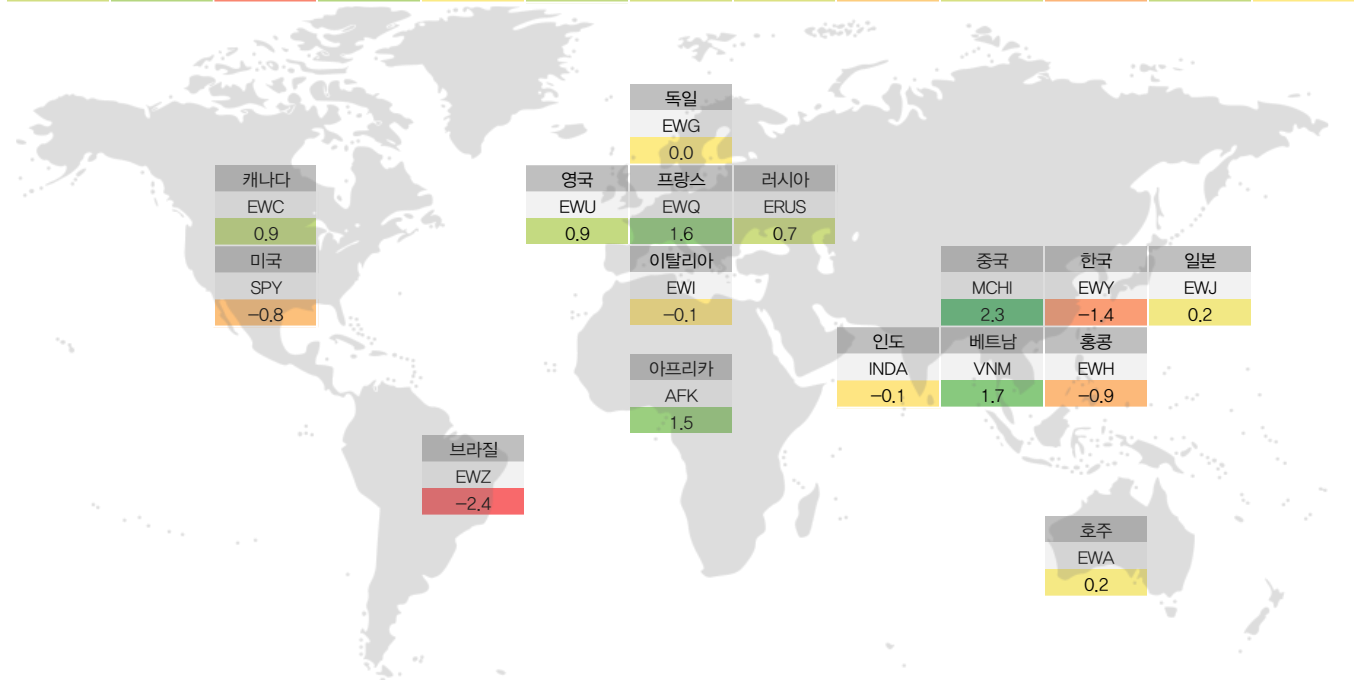 독일
EWG
0.0
캐나다
EWC
0.9
영국
EWU
0.9
프랑스
EWQ
1.6
러시아
ERUS
0.7
미국
SPY
-0.8
이탈리아
EWI
-0.1
중국
MCHI
2.3
한국
EWY
-1.4
일본
EWJ
0.2
인도
INDA
-0.1
베트남
VNM
1.7
홍콩
EWH
-0.9
아프리카
AFK
1.5
브라질
EWZ
-2.4
호주
EWA
0.2